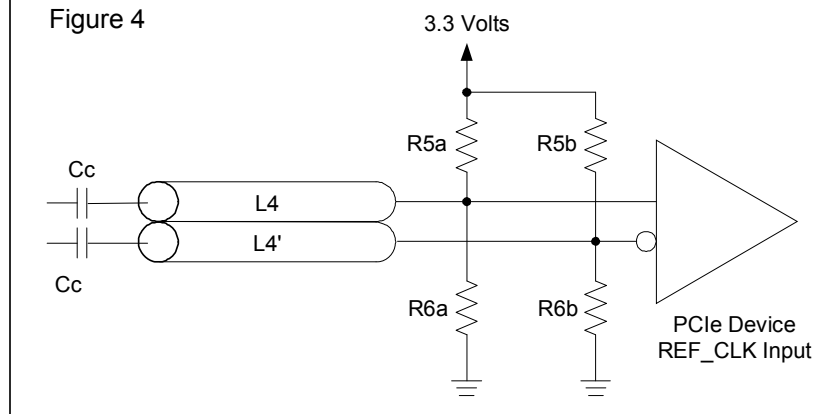 Figure 4
3.3 Volts
R5a
R5b
Cc
L4
L4'
Cc
R6a
R6b
PCIe Device
REF_CLK Input